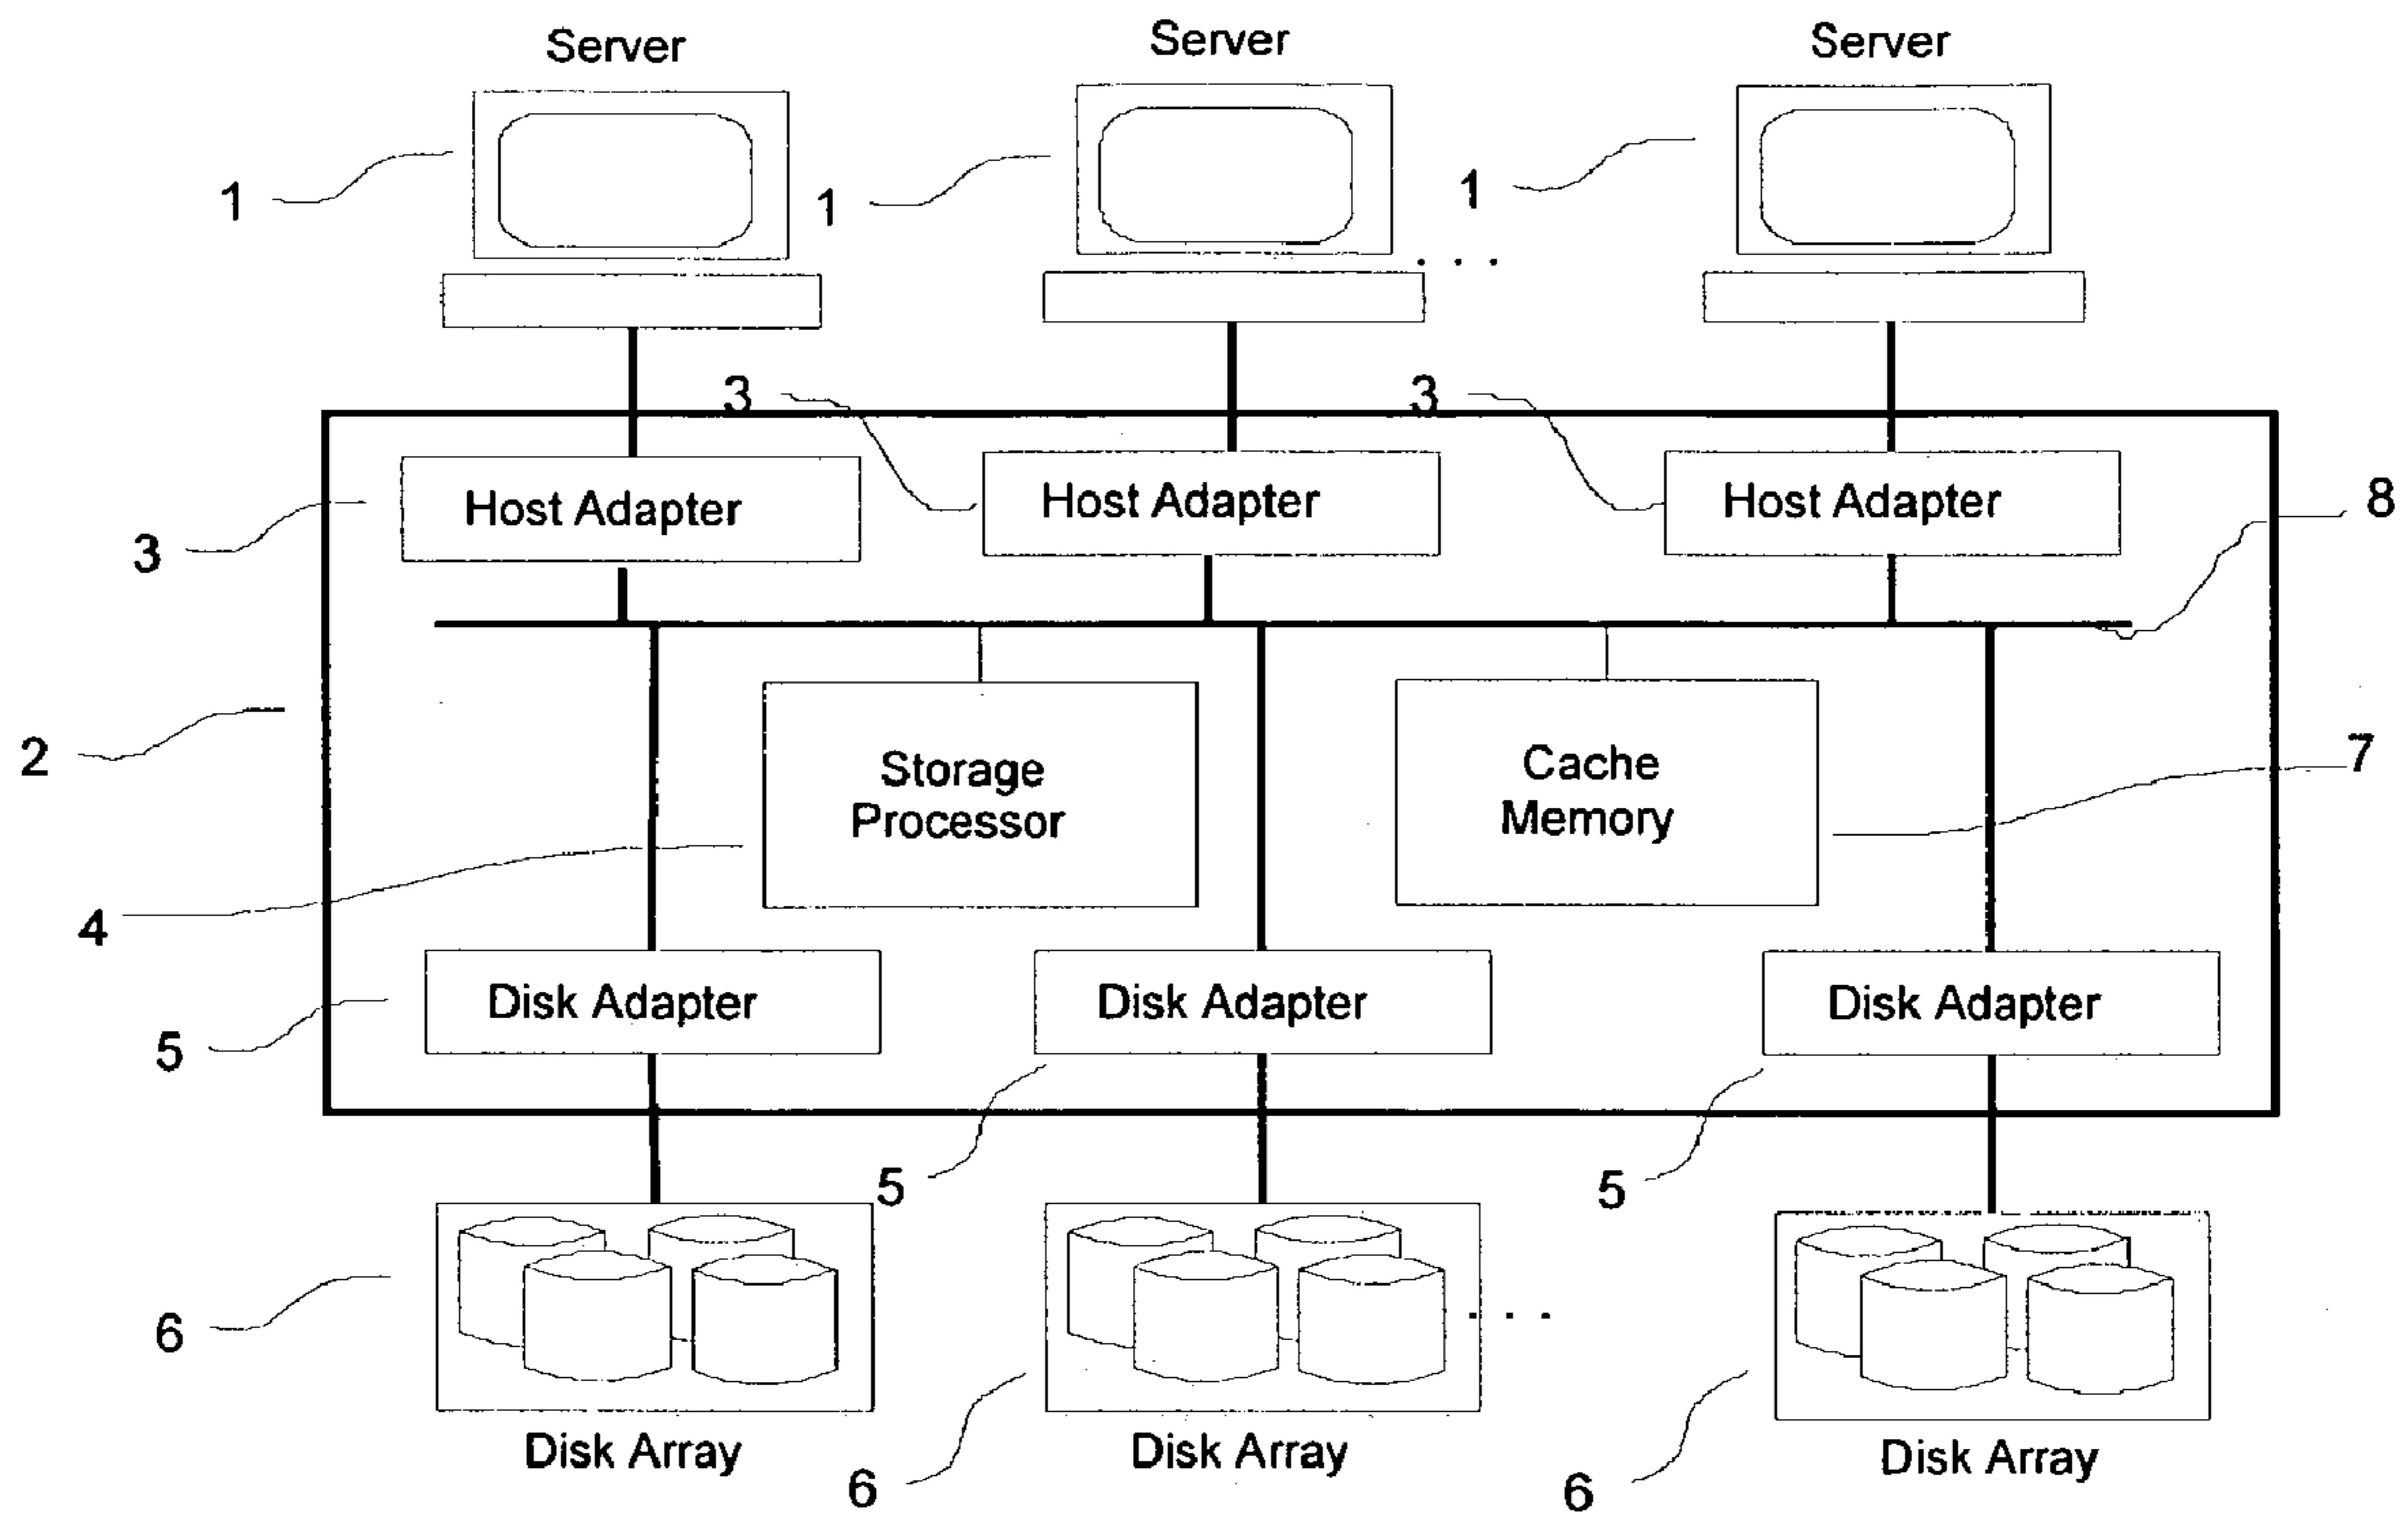 Server
Server
Server
1
1
1
. . .
3
3
Host Adapter
Host Adapter
Host Adapter
8
3
2
Storage
Processor
Cache
Memory
7
4
Disk Adapter
Disk Adapter
Disk Adapter
5
5
5
6
. . .
Disk Array
Disk Array
Disk Array
6
6